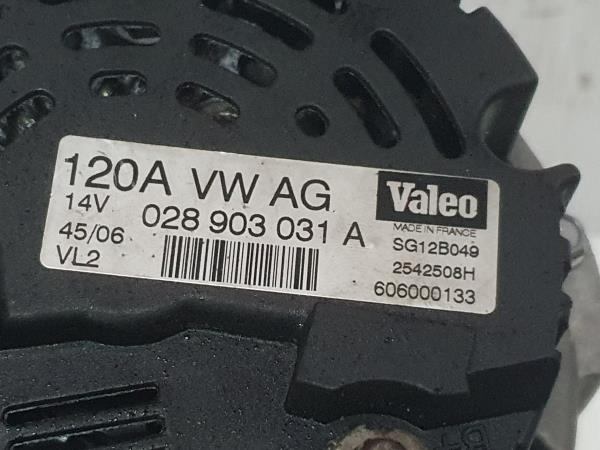 120A VW AG
14V 028 903 031 A
45/06
VL2
Valeo
MADE IN FRANCE
SG12B049
2542508H
606000133